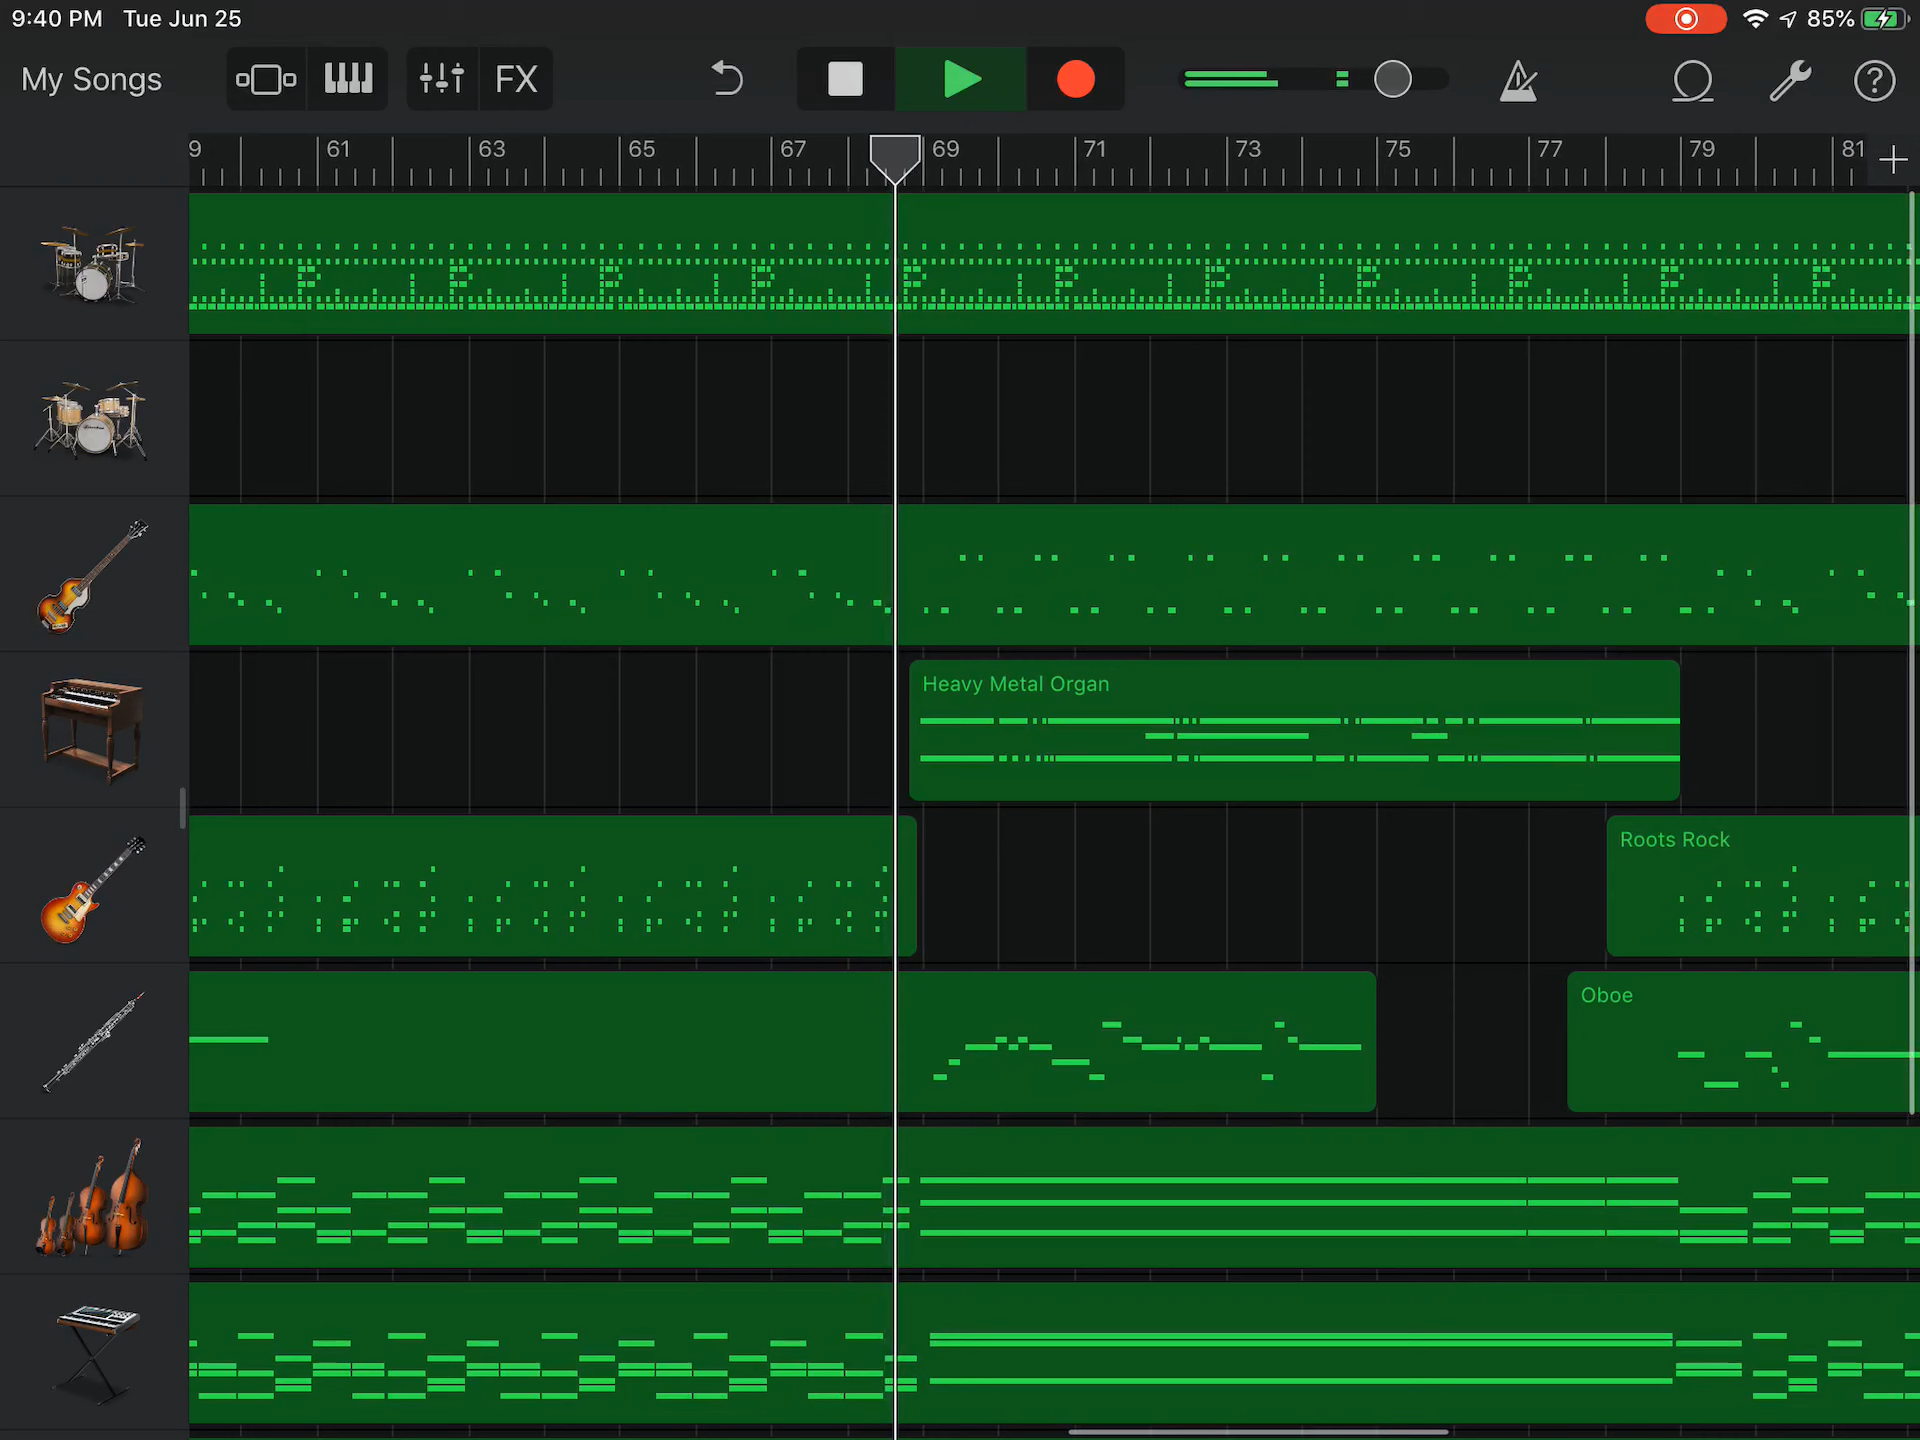 9:40 PM Tue Jun 25 85%
My Songs FX
9 61 63 65 67 69 71 73 75 77 79 81
Heavy Metal Organ
Roots Rock
Oboe